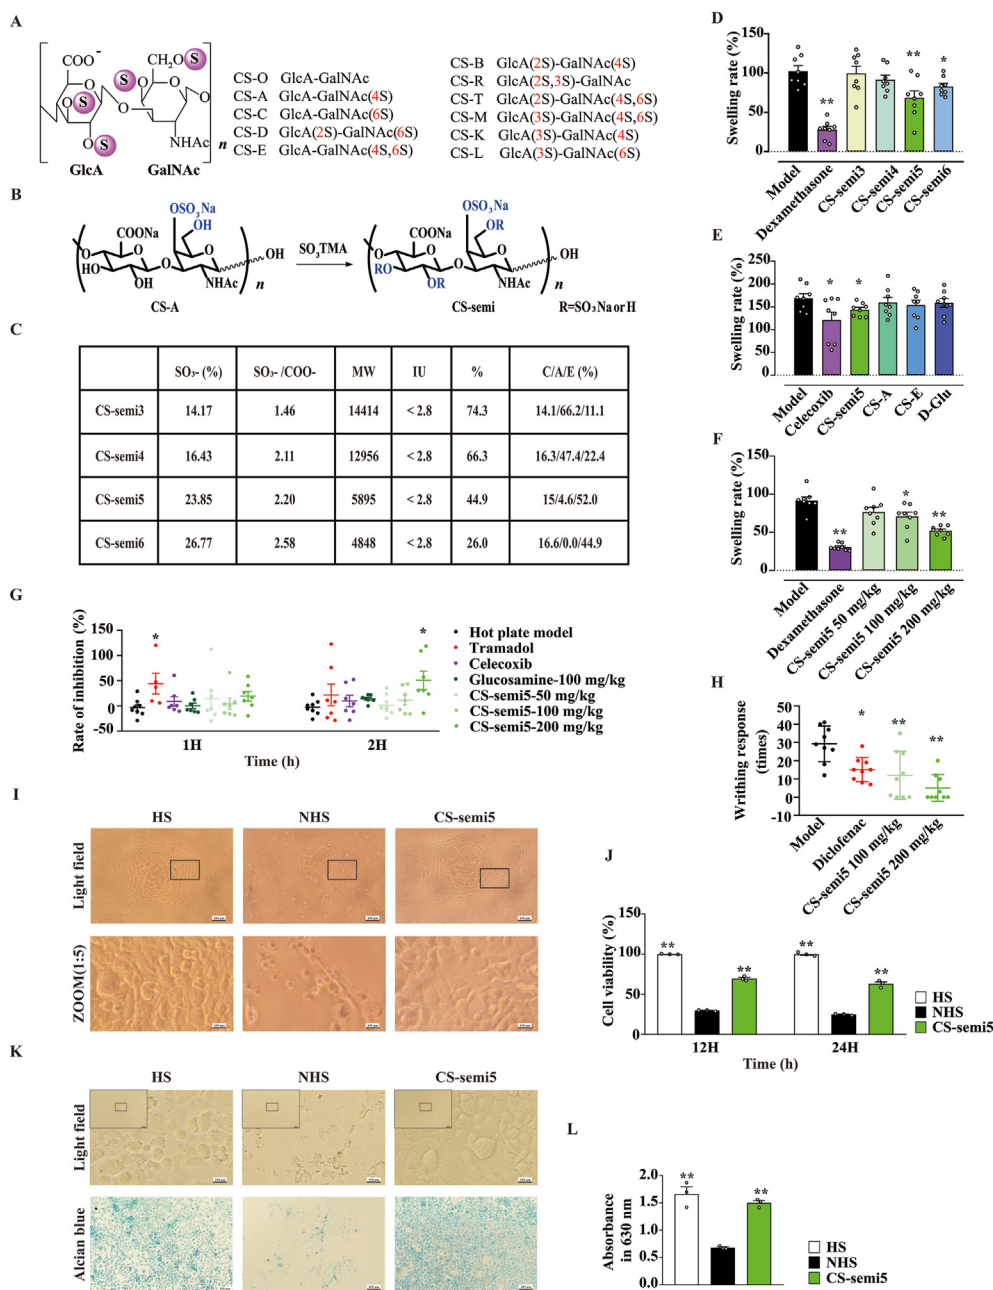 A
COO-
CH2O
S
S
S
O
S
NHAc
n
GlcA GalNAc
CS-O GlcA-GalNAc
CS-A GlcA-GalNAc(4S)
CS-C GlcA-GalNAc(6S)
CS-D GlcA(2S)-GalNAc(6S)
CS-E GlcA-GalNAc(4S,6S)
CS-B GlcA(2S)-GalNAc(4S)
CS-R GlcA(2S,3S)-GalNAc
CS-T GlcA(2S)-GalNAc(4S,6S)
CS-M GlcA(3S)-GalNAc(4S,6S)
CS-K GlcA(3S)-GalNAc(4S)
CS-L GlcA(3S)-GalNAc(6S)
B
OSO3Na
OH
COONa
HO
OH
NHAc
OH
n
CS-A
SO3TMA
OSO3Na
OR
COONa
RO
OR
NHAc
OH
n
CS-semi
R=SO3Na or H
C
SO3- (%) SO3- /COO- MW IU % C/A/E (%)
CS-semi3 14.17 1.46 14414 < 2.8 74.3 14.1/66.2/11.1
CS-semi4 16.43 2.11 12956 < 2.8 66.3 16.3/47.4/22.4
CS-semi5 23.85 2.20 5895 < 2.8 44.9 15/4.6/52.0
CS-semi6 26.77 2.58 4848 < 2.8 26.0 16.6/0.0/44.9
D
Swelling rate (%)
150
100
50
0
** ** *
Model
Dexamethasone
CS-semi3
CS-semi4
CS-semi5
CS-semi6
E
Swelling rate (%)
250
200
150
100
50
0
* *
Model
Celecoxib
CS-semi5
CS-A
CS-E
D-Glu
F
Swelling rate (%)
150
100
50
0
** * **
Model
Dexamethasone
CS-semi5 50 mg/kg
CS-semi5 100 mg/kg
CS-semi5 200 mg/kg
G
Rate of inhibition (%)
150
100
50
0
-50
* *
1H 2H
Time (h)
Hot plate model
Tramadol
Celecoxib
Glucosamine-100 mg/kg
CS-semi5-50 mg/kg
CS-semi5-100 mg/kg
CS-semi5-200 mg/kg
H
Writhing response
(times)
50
40
30
20
10
0
-10
* ** **
Model
Diclofenac
CS-semi5 100 mg/kg
CS-semi5 200 mg/kg
I
HS NHS CS-semi5
Light field
ZOOM(1:5)
J
Cell viability (%)
150
100
50
0
** ** ** **
12H 24H
Time (h)
HS
NHS
CS-semi5
K
HS NHS CS-semi5
Light field
Alcian blue
L
Absorbance
in 630 nm
2.0
1.5
1.0
0.5
0.0
** **
HS
NHS
CS-semi5